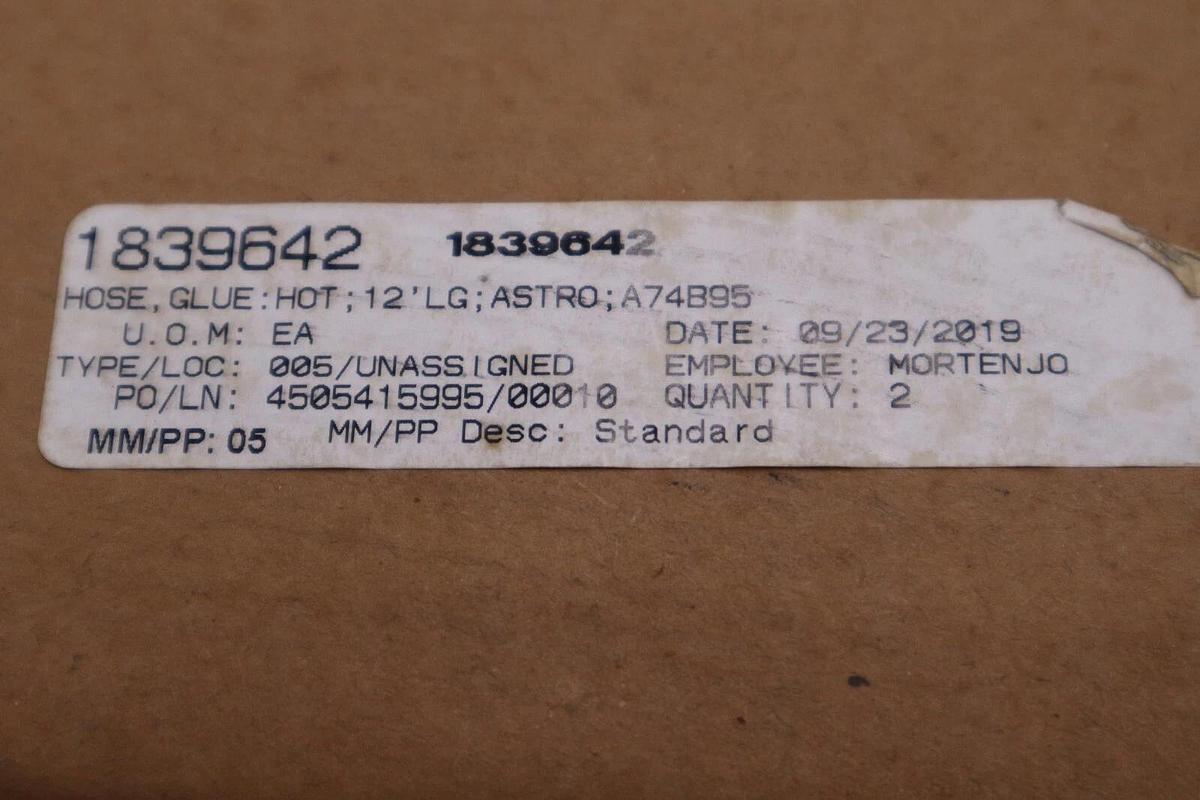 1839642 1839642
HOSE,GLUE:HOT;12'LG;ASTRO;A74B95
U.O.M: EA DATE: 09/23/2019
TYPE/LOC: 005/UNASSIGNED EMPLOYEE: MORTENJO
PO/LN: 4505415995/00010 QUANTITY: 2
MM/PP: 05 MM/PP Desc: Standard